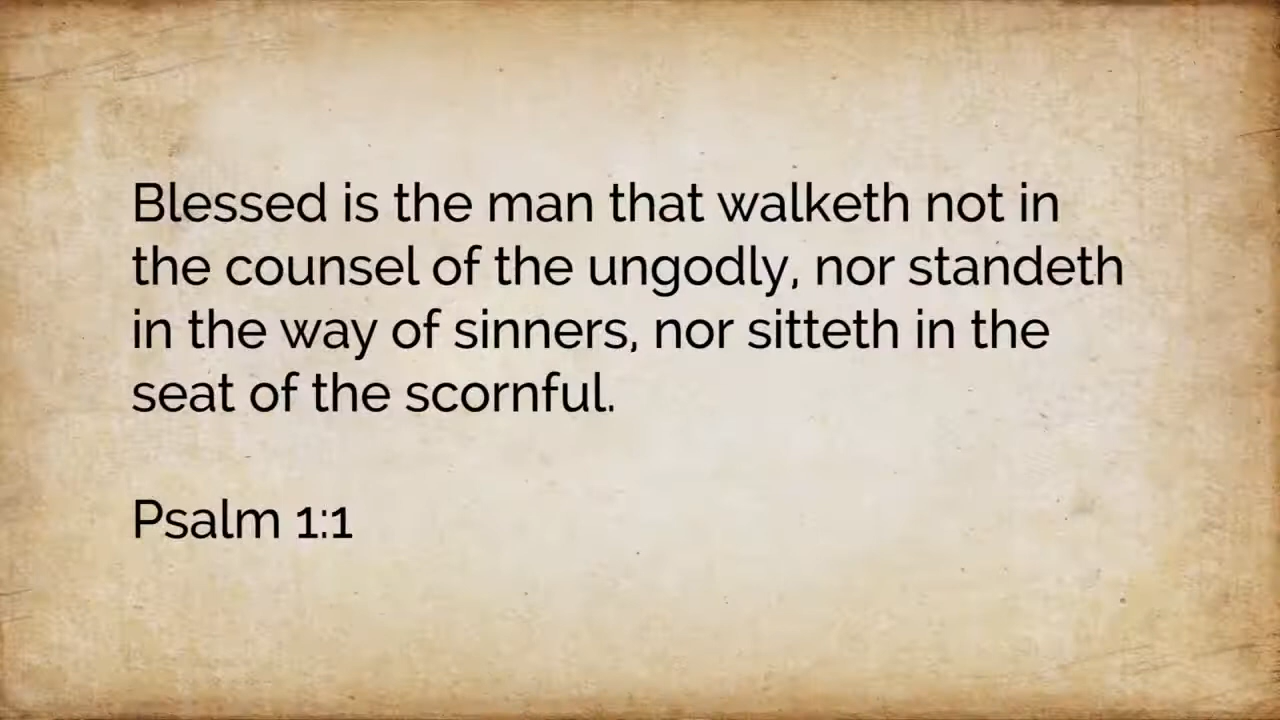 Blessed is the man that walketh not in
the counsel of the ungodly, nor standeth
in the way of sinners, nor sitteth in the
seat of the scornful.
Psalm 1:1